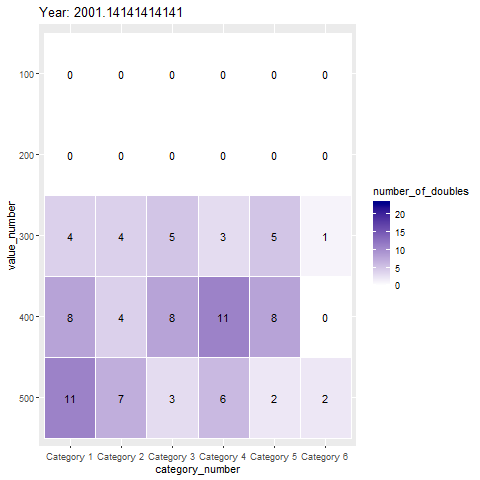 Year: 2001.14141414141
100 0 0 0 0 0 0
200 0 0 0 0 0 0
300 4 4 5 3 5 1
400 8 4 8 11 8 0
500 11 7 3 6 2 2
Category 1 Category 2 Category 3 Category 4 Category 5 Category 6
category_number
value_number
number_of_doubles
20
15
10
5
0